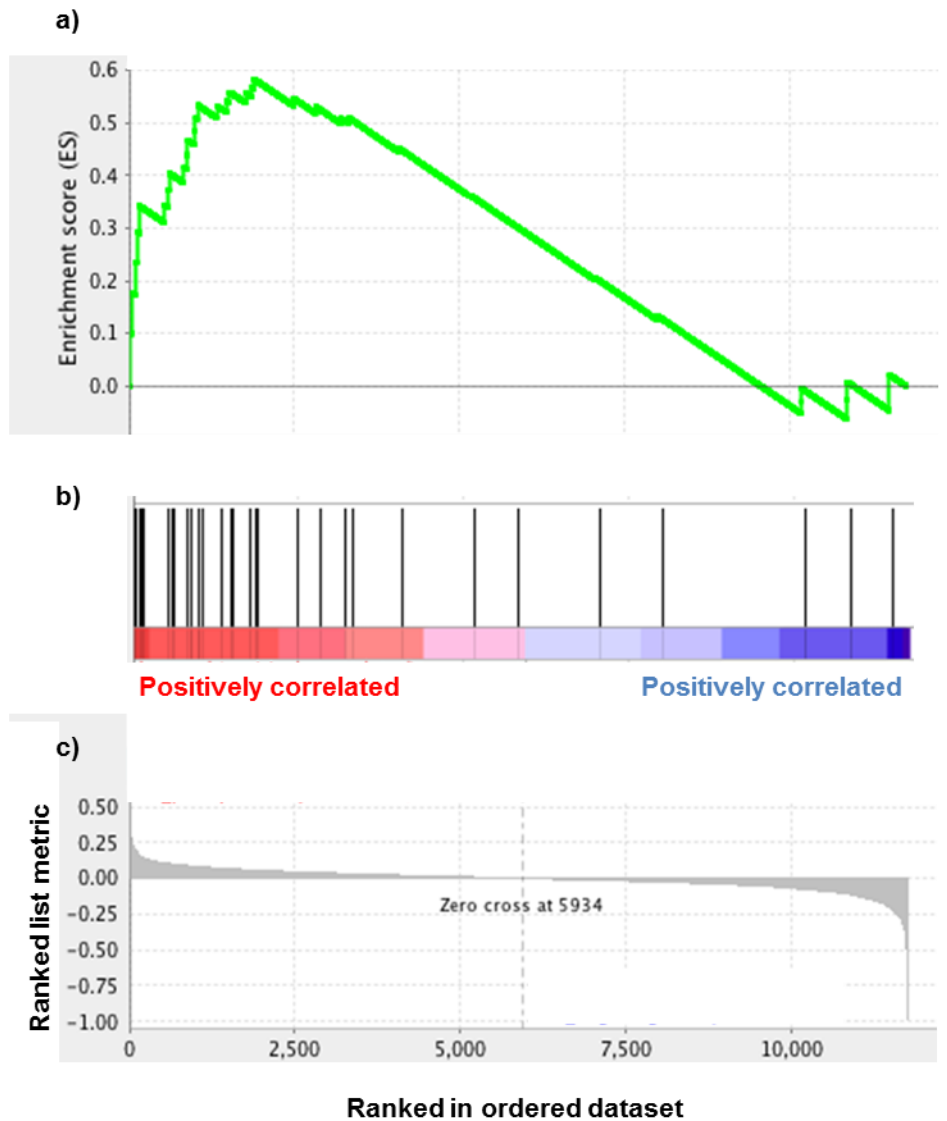 a)
Enrichment score (ES)
0.6
0.5
0.4
0.3
0.2
0.1
0.0
b)
Positively correlated
Positively correlated
c)
Ranked list metric
0.50
0.25
0.00
−0.25
−0.50
−0.75
−1.00
Zero cross at 5934
0
2,500
5,000
7,500
10,000
Ranked in ordered dataset